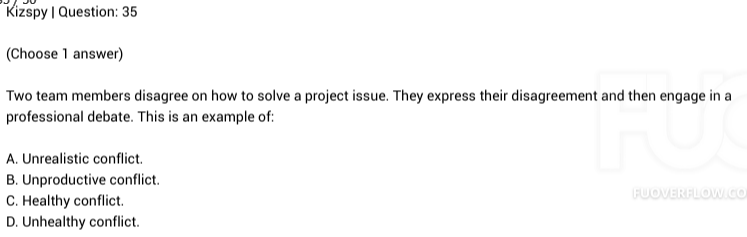 Kizspy | Question: 35
(Choose 1 answer)
Two team members disagree on how to solve a project issue. They express their disagreement and then engage in a
professional debate. This is an example of:
A. Unrealistic conflict.
B. Unproductive conflict.
C. Healthy conflict.
D. Unhealthy conflict.
FUOVERFLOW.CO